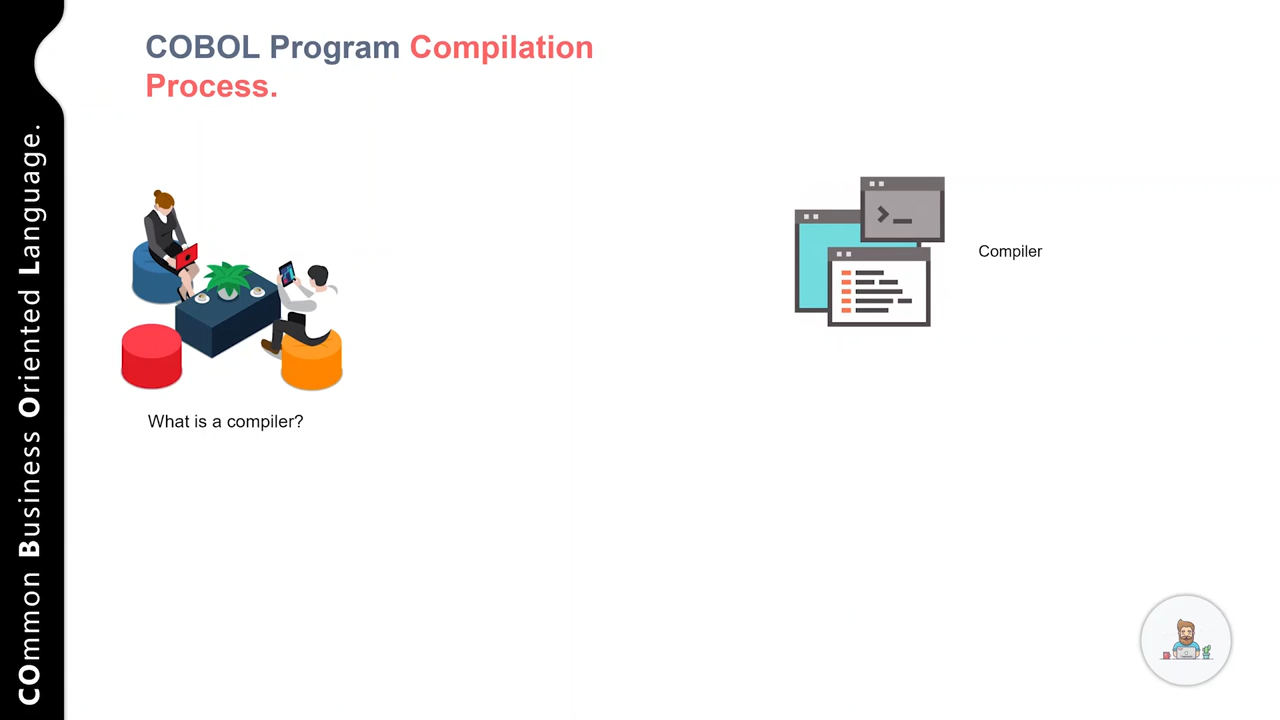 COBOL Program Compilation
Process.
COmmon Business Oriented Language.
Compiler
What is a compiler?